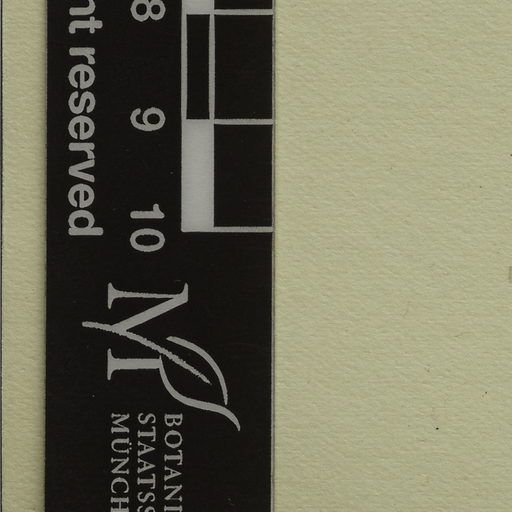 nt reserved
8 9 10
M
BOTANI
STAATSS
MÜNCH